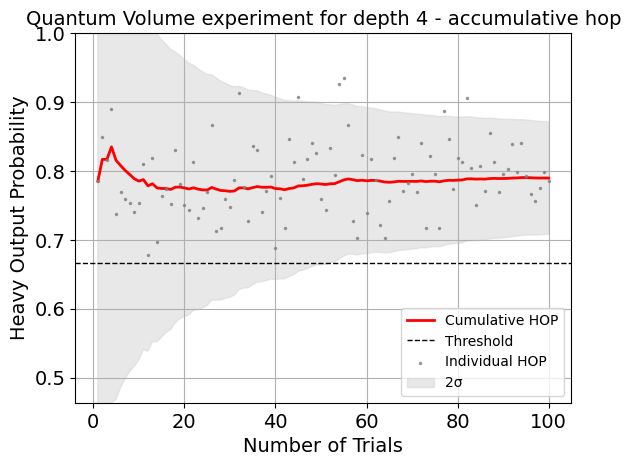 Quantum Volume experiment for depth 4 - accumulative hop
Heavy Output Probability
1.0
0.9
0.8
0.7
0.6
0.5
0
20
40
60
80
100
Number of Trials
Cumulative HOP
Threshold
Individual HOP
2σ